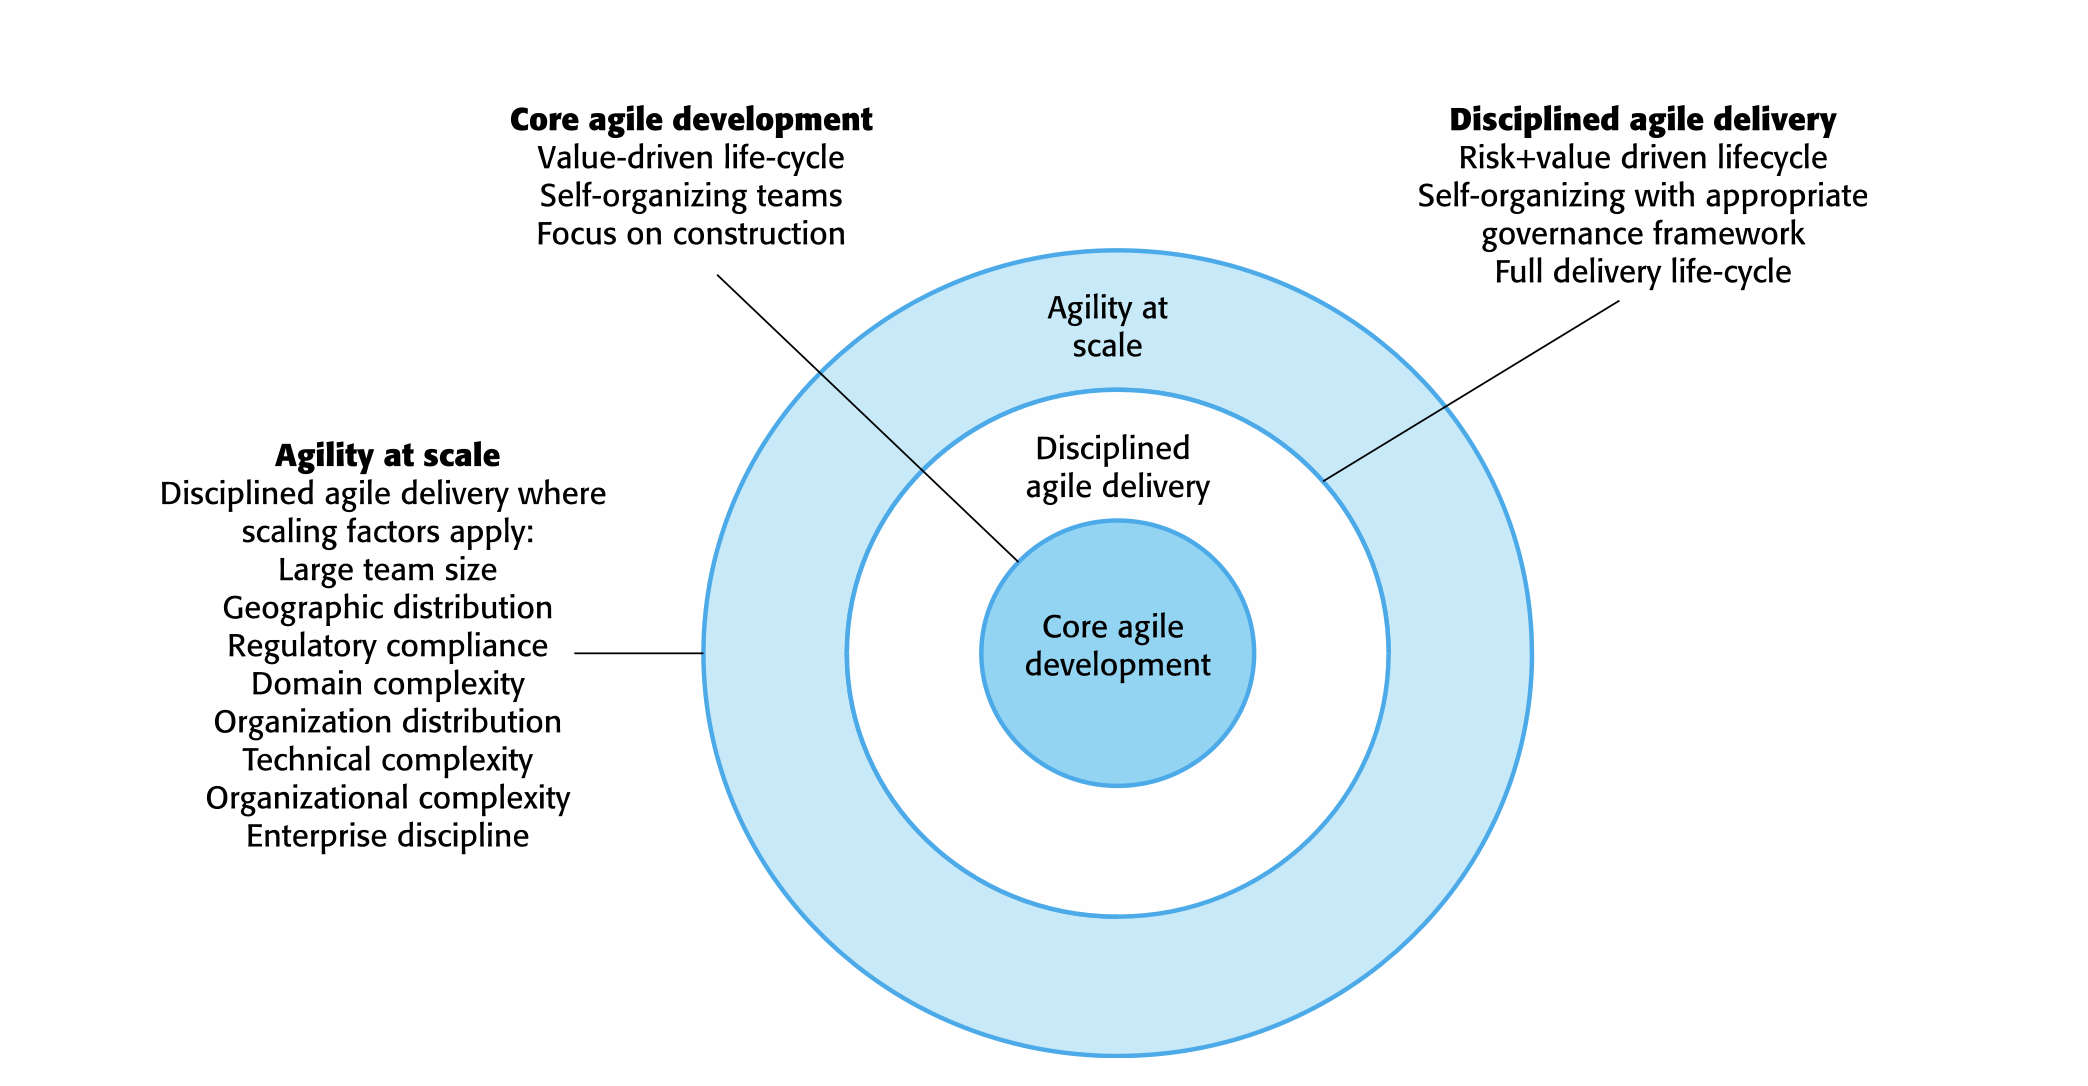 Core agile development
Value-driven life-cycle
Self-organizing teams
Focus on construction
Disciplined agile delivery
Risk+value driven lifecycle
Self-organizing with appropriate
governance framework
Full delivery life-cycle
Agility at scale
Disciplined agile delivery where
scaling factors apply:
Large team size
Geographic distribution
Regulatory compliance
Domain complexity
Organization distribution
Technical complexity
Organizational complexity
Enterprise discipline
Agility at
scale
Disciplined
agile delivery
Core agile
development